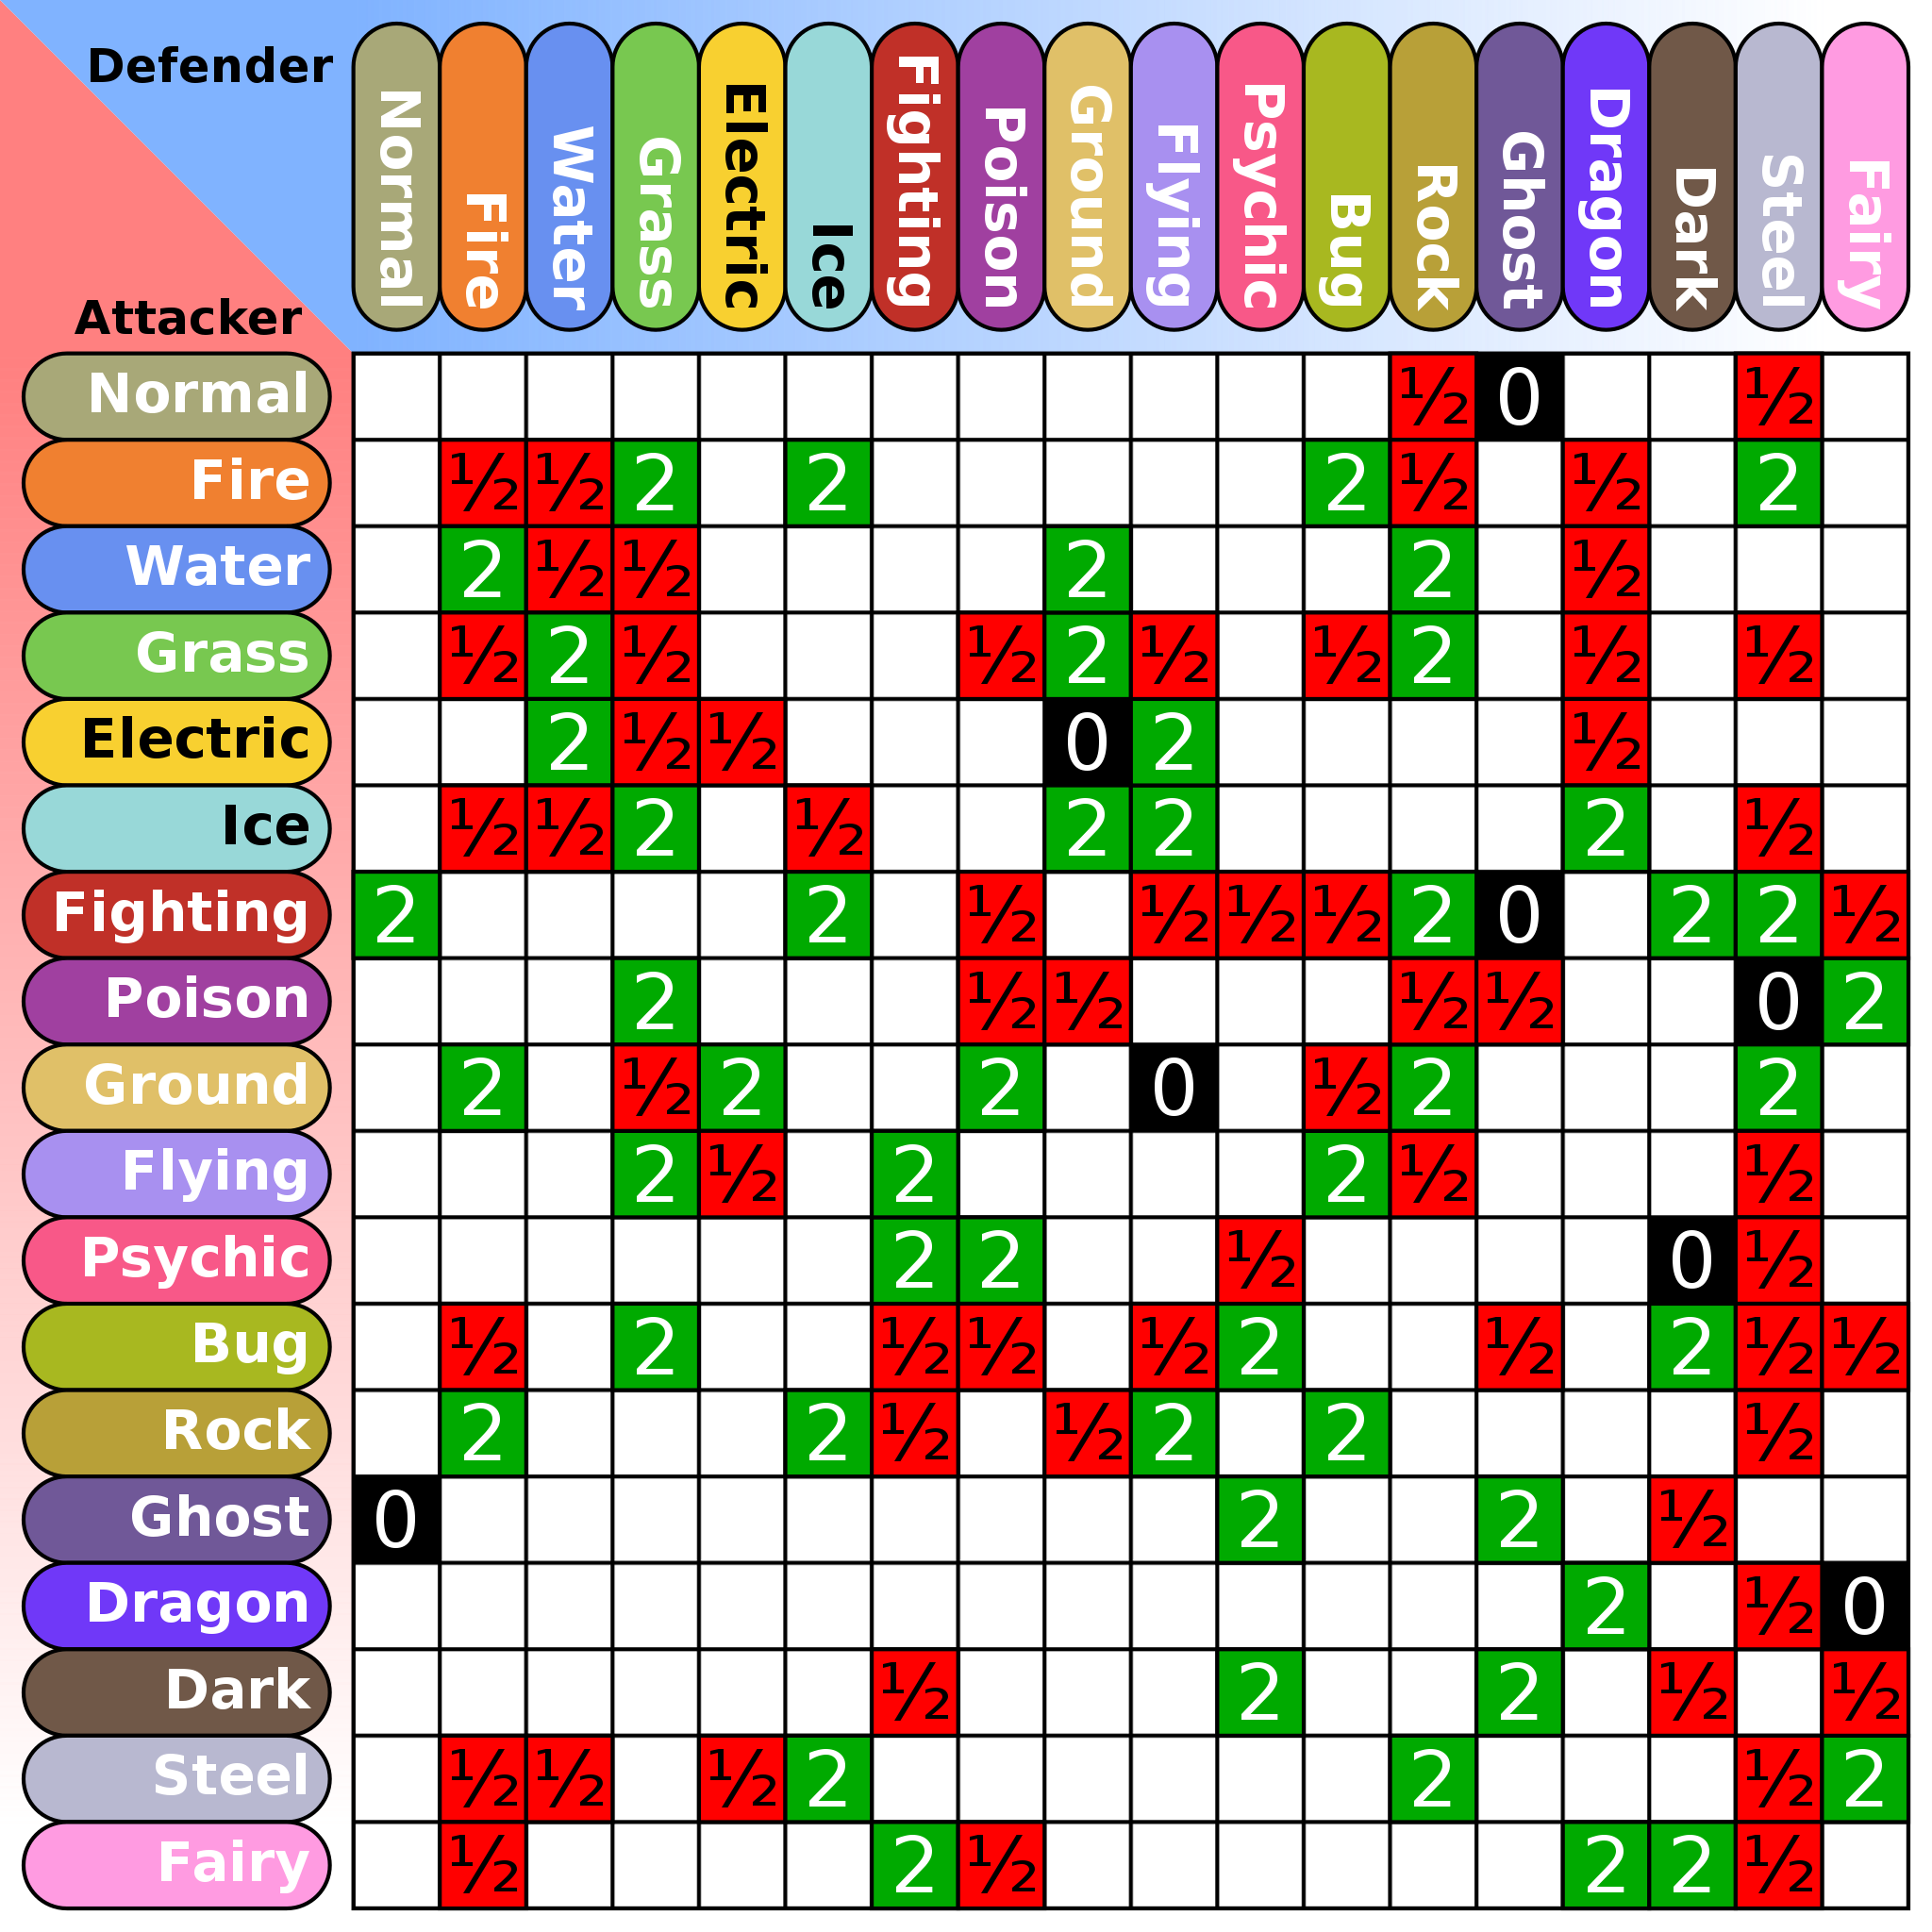 Defender
Normal
Fire
Water
Grass
Electric
Ice
Fighting
Poison
Ground
Flying
Psychic
Bug
Rock
Ghost
Dragon
Dark
Steel
Fairy
Attacker
Normal ½ 0 ½
Fire ½ ½ 2 2 2 ½ ½ 2
Water 2 ½ ½ 2 2 ½
Grass ½ 2 ½ ½ 2 ½ ½ 2 ½ ½
Electric 2 ½ ½ 0 2 ½
Ice ½ ½ 2 ½ 2 2 2 ½
Fighting 2 2 ½ ½ ½ ½ 2 0 2 2 ½
Poison 2 ½ ½ ½ ½ 0 2
Ground 2 ½ 2 2 0 ½ 2 2
Flying 2 ½ 2 2 ½ ½
Psychic 2 2 ½ 0 ½
Bug ½ 2 ½ ½ ½ 2 ½ 2 ½ ½
Rock 2 2 ½ ½ 2 2 ½
Ghost 0 2 2 ½
Dragon 2 ½ 0
Dark ½ 2 2 ½ ½
Steel ½ ½ ½ 2 2 ½ 2
Fairy ½ 2 ½ 2 2 ½